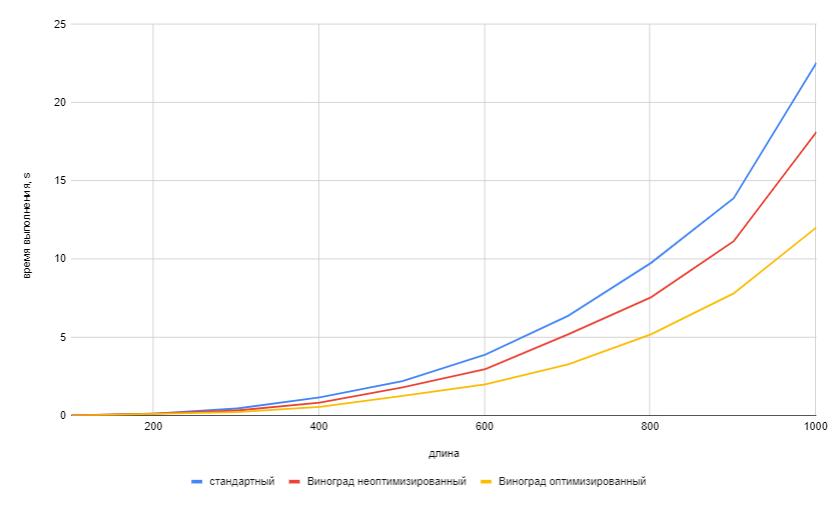 25
20
15
10
5
0
время выполнения, s
200
400
600
800
1000
длина
стандартный
Виноград неоптимизированный
Виноград оптимизированный